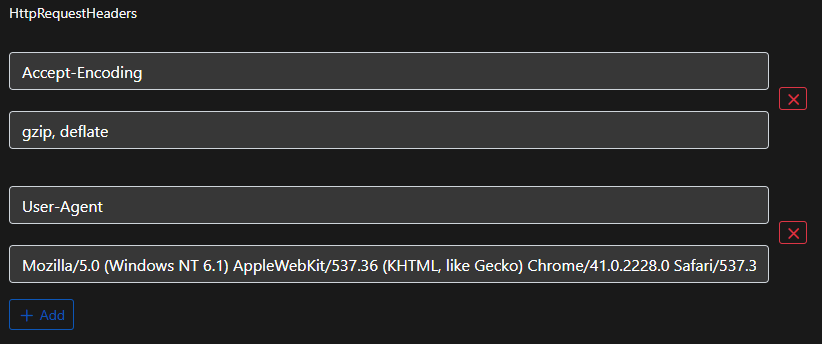 HttpRequestHeaders
Accept-Encoding
gzip, deflate
User-Agent
Mozilla/5.0 (Windows NT 6.1) AppleWebKit/537.36 (KHTML, like Gecko) Chrome/41.0.2228.0 Safari/537.3
Add